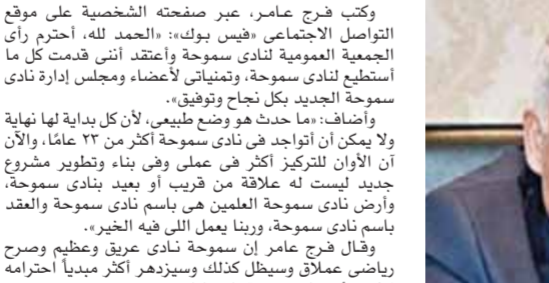 وكتب فرج عامر، عبر صفحته الشخصية على موقع
التواصل الاجتماعى «فيس بوك»: «الحمد لله، أحترم رأى
الجمعية العمومية لنادى سموحة وأعتقد أننى قدمت كل ما
أستطيع لنادى سموحة، وتمنياتى لأعضاء ومجلس إدارة نادى
سموحة الجديد بكل نجاح وتوفيق».
وأضاف: «ما حدث هو وضع طبيعى، لأن كل بداية لها نهاية
ولا يمكن أن أتواجد فى نادى سموحة أكثر من ٢٣ عامًا، والآن
آن الأوان للتركيز أكثر فى عملى وفى بناء وتطوير مشروع
جديد ليست له علاقة من قريب أو بعيد بنادى سموحة،
وأرض نادى سموحة العلمين هى باسم نادى سموحة والعقد
باسم نادى سموحة، وربنا يعمل اللى فيه الخير».
وقال فرج عامر إن سموحة نادى عريق وعظيم وصرح
رياضى عملاق وسيظل كذلك وسيزدهر أكثر مبدياً احترامه